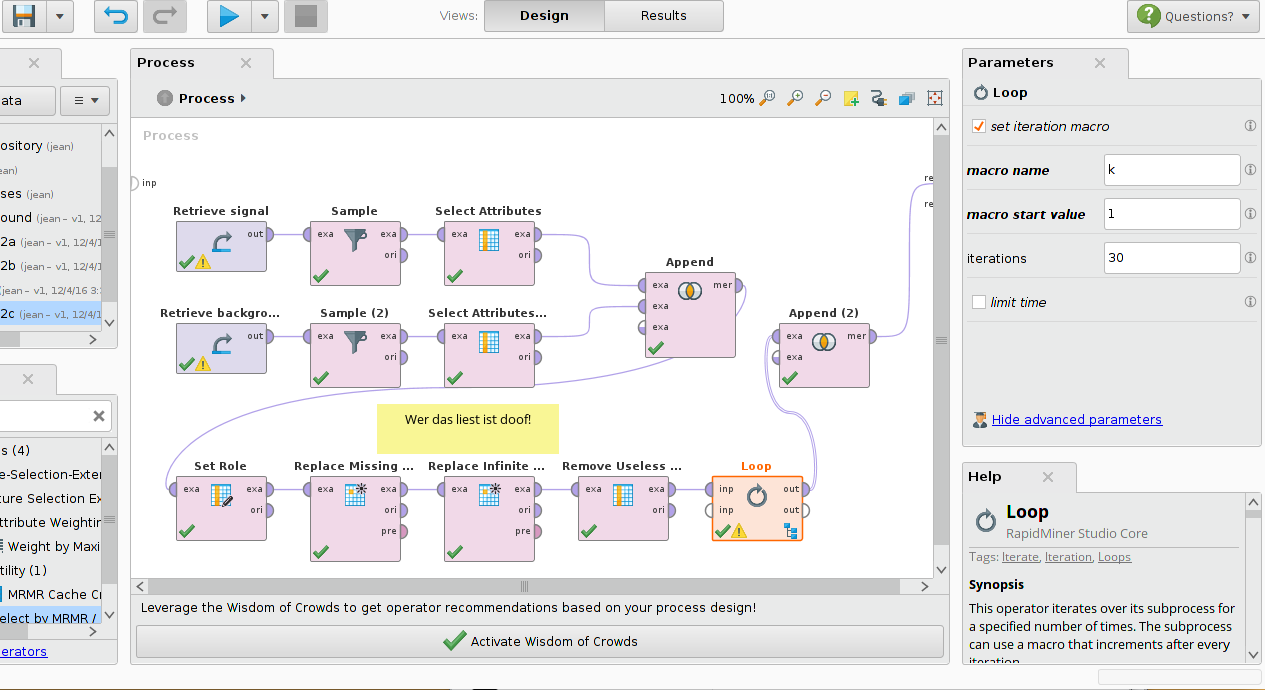 Views:
Design
Results
Questions?
ata
ository (jean)
ean)
ses (jean)
ound (jean – v1, 12
2a (jean – v1, 12/4/1
2b (jean – v1, 12/4/1
(jean – v1, 12/4/16 3:
2c (jean – v1, 12/4/1
s (4)
e-Selection-Exter
ture Selection Ex
ttribute Weightin
Weight by Maxi
tility (1)
MRMR Cache Cr
elect by MRMR /
erators
Process
Process
100%
Process
inp
re
re
Retrieve signal
out
Sample
exa exa
ori
Select Attributes
exa exa
ori
Append
exa mer
exa
exa
Retrieve backgro...
out
Sample (2)
exa exa
ori
Select Attributes...
exa exa
ori
Append (2)
exa mer
exa
Wer das liest ist doof!
Set Role
exa exa
ori
Replace Missing ...
exa exa
ori
pre
Replace Infinite ...
exa exa
ori
pre
Remove Useless ...
exa exa
ori
Loop
inp out
inp out
Leverage the Wisdom of Crowds to get operator recommendations based on your process design!
Activate Wisdom of Crowds
Parameters
Loop
set iteration macro
macro name
k
macro start value
1
iterations
30
limit time
Hide advanced parameters
Help
Loop
RapidMiner Studio Core
Tags: Iterate, Iteration, Loops
Synopsis
This operator iterates over its subprocess for
a specified number of times. The subprocess
can use a macro that increments after every
iteration.